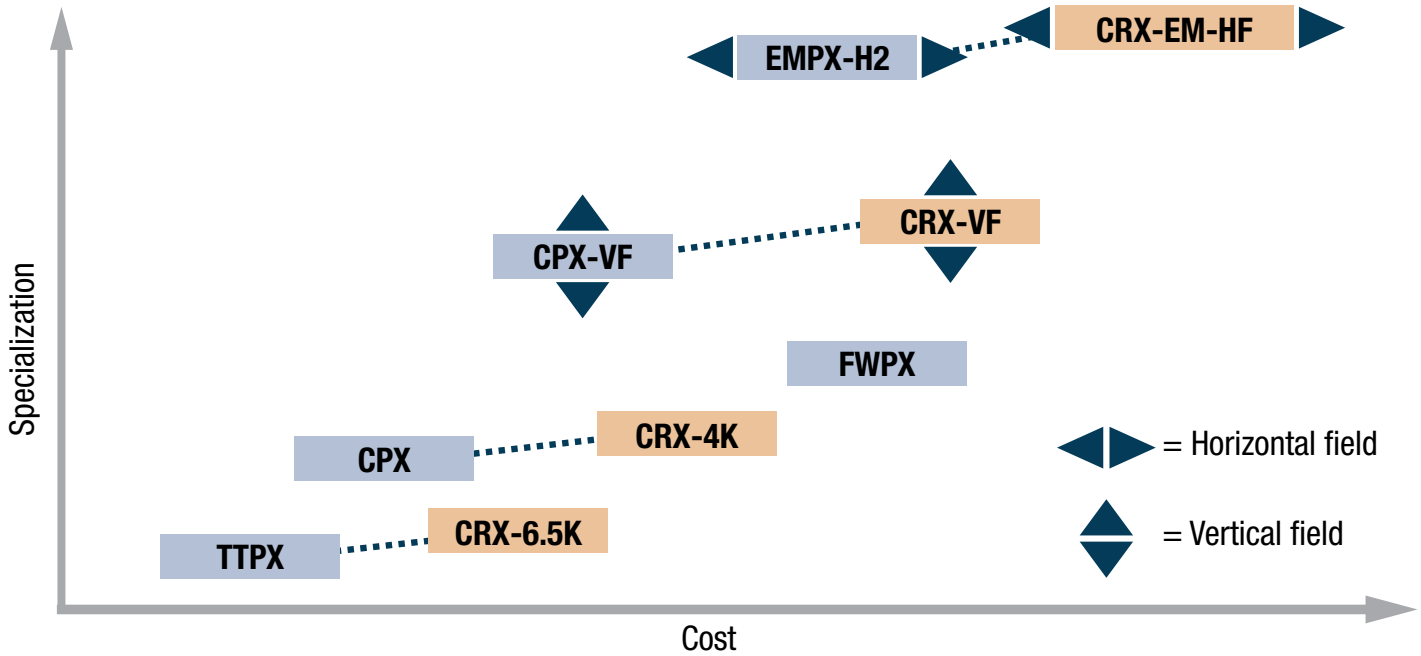 CRX-EM-HF
EMPX-H2
CRX-VF
CPX-VF
FWPX
CRX-4K
CPX
CRX-6.5K
TTPX
= Horizontal field
= Vertical field
Specialization
Cost